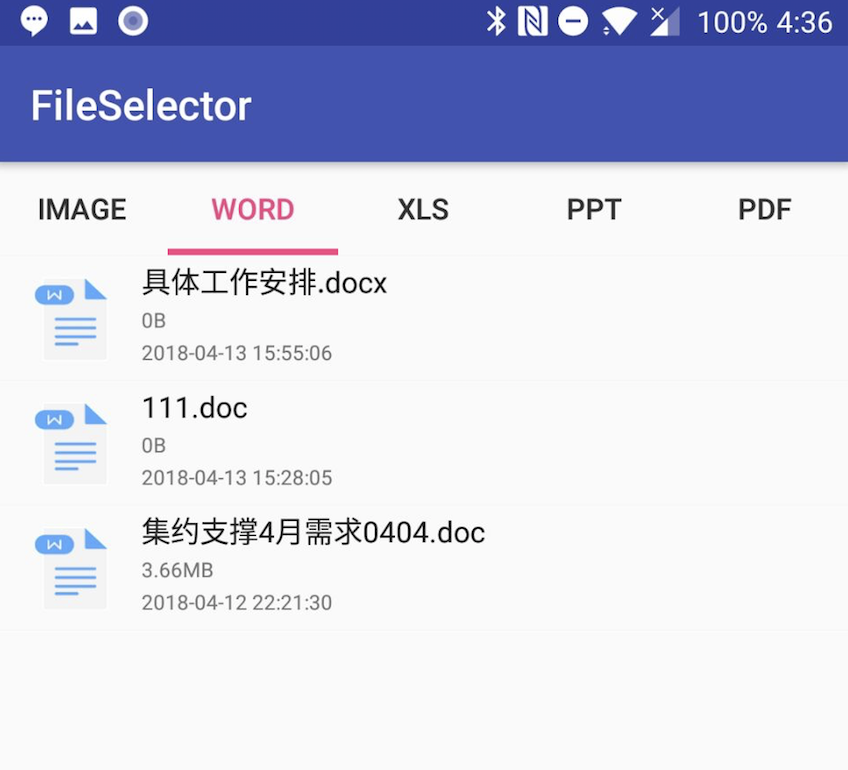 100% 4:36
FileSelector
IMAGE WORD XLS PPT PDF
W
具体工作安排.docx
0B
2018-04-13 15:55:06
W
111.doc
0B
2018-04-13 15:28:05
W
集约支撑4月需求0404.doc
3.66MB
2018-04-12 22:21:30